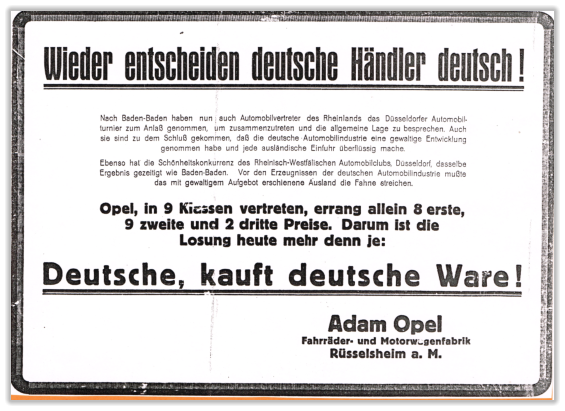 Wieder entscheiden deutsche Händler deutsch!
Nach Baden-Baden haben nun auch Automobilvertreter des Rheinlands das Düsseldorfer Automobil-
turnier zum Anlaß genommen, um zusammenzutreten und die allgemeine Lage zu besprechen. Auch
sie sind zu dem Schluß gekommen, daß die deutsche Automobilindustrie eine gewaltige Entwicklung
genommen habe und jede ausländische Einfuhr überflüssig mache.
Ebenso hat die Schönheitskonkurrenz des Rheinisch-Westfälischen Automobilclubs, Düsseldorf, dasselbe
Ergebnis gezeitigt wie Baden-Baden. Vor den Erzeugnissen der deutschen Automobilindustrie mußte
das mit gewaltigem Aufgebot erschienene Ausland die Fahne streichen.
Opel, in 9 Klassen vertreten, errang allein 8 erste,
9 zweite und 2 dritte Preise. Darum ist die
Losung heute mehr denn je:
Deutsche, kauft deutsche Ware!
Adam Opel
Fahrräder- und Motorwagenfabrik
Rüsselsheim a. M.